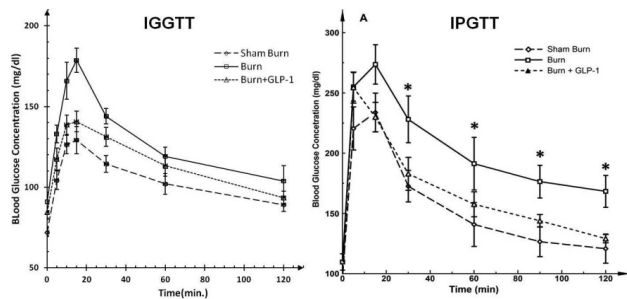 IGGTT
BLood Glucose Concentration (mg/dl)
200
150
100
50
0
20
40
60
80
100
120
Time(min.)
Sham Burn
Burn
Burn+GLP-1
IPGTT
A
Blood Glucose Concentration (mg/dl)
300
250
200
150
100
0
20
40
60
80
100
120
Time (min)
Sham Burn
Burn
Burn + GLP-1
*
*
*
*